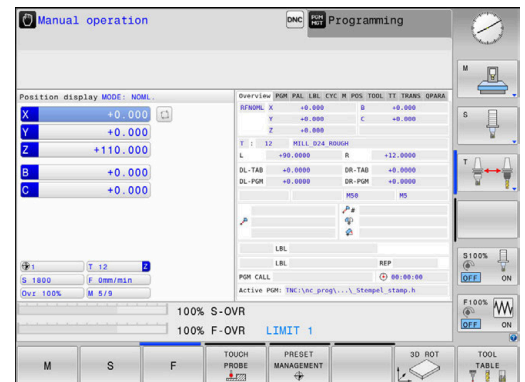 Manual operation
DNC
PGM MGT
Programming
Position display MODE: NOML.
X +0.000
Y +0.000
Z +110.000
B +0.000
C +0.000
1 T 12 Z
S 1800 F 0mm/min
Ovr 100% M 5/9
Overview PGM PAL LBL CYC M POS TOOL TT TRANS QPARA
RFNOML X +0.000 B +0.000
Y +0.000 C +0.000
Z +0.000
T : 12 MILL_D24_ROUGH
L +90.0000 R +12.0000
DL-TAB +0.0000 DR-TAB +0.0000
DL-PGM +0.0000 DR-PGM +0.0000
M50 M5
LBL
LBL REP
PGM CALL 00:00:00
Active PGM: TNC:\nc_prog\...\_Stempel_stamp.h
100% S-OVR
100% F-OVR LIMIT 1
M
S
T
S100%
OFF ON
F100%
OFF ON
M
S
F
TOUCH PROBE
PRESET MANAGEMENT
3D ROT
TOOL TABLE